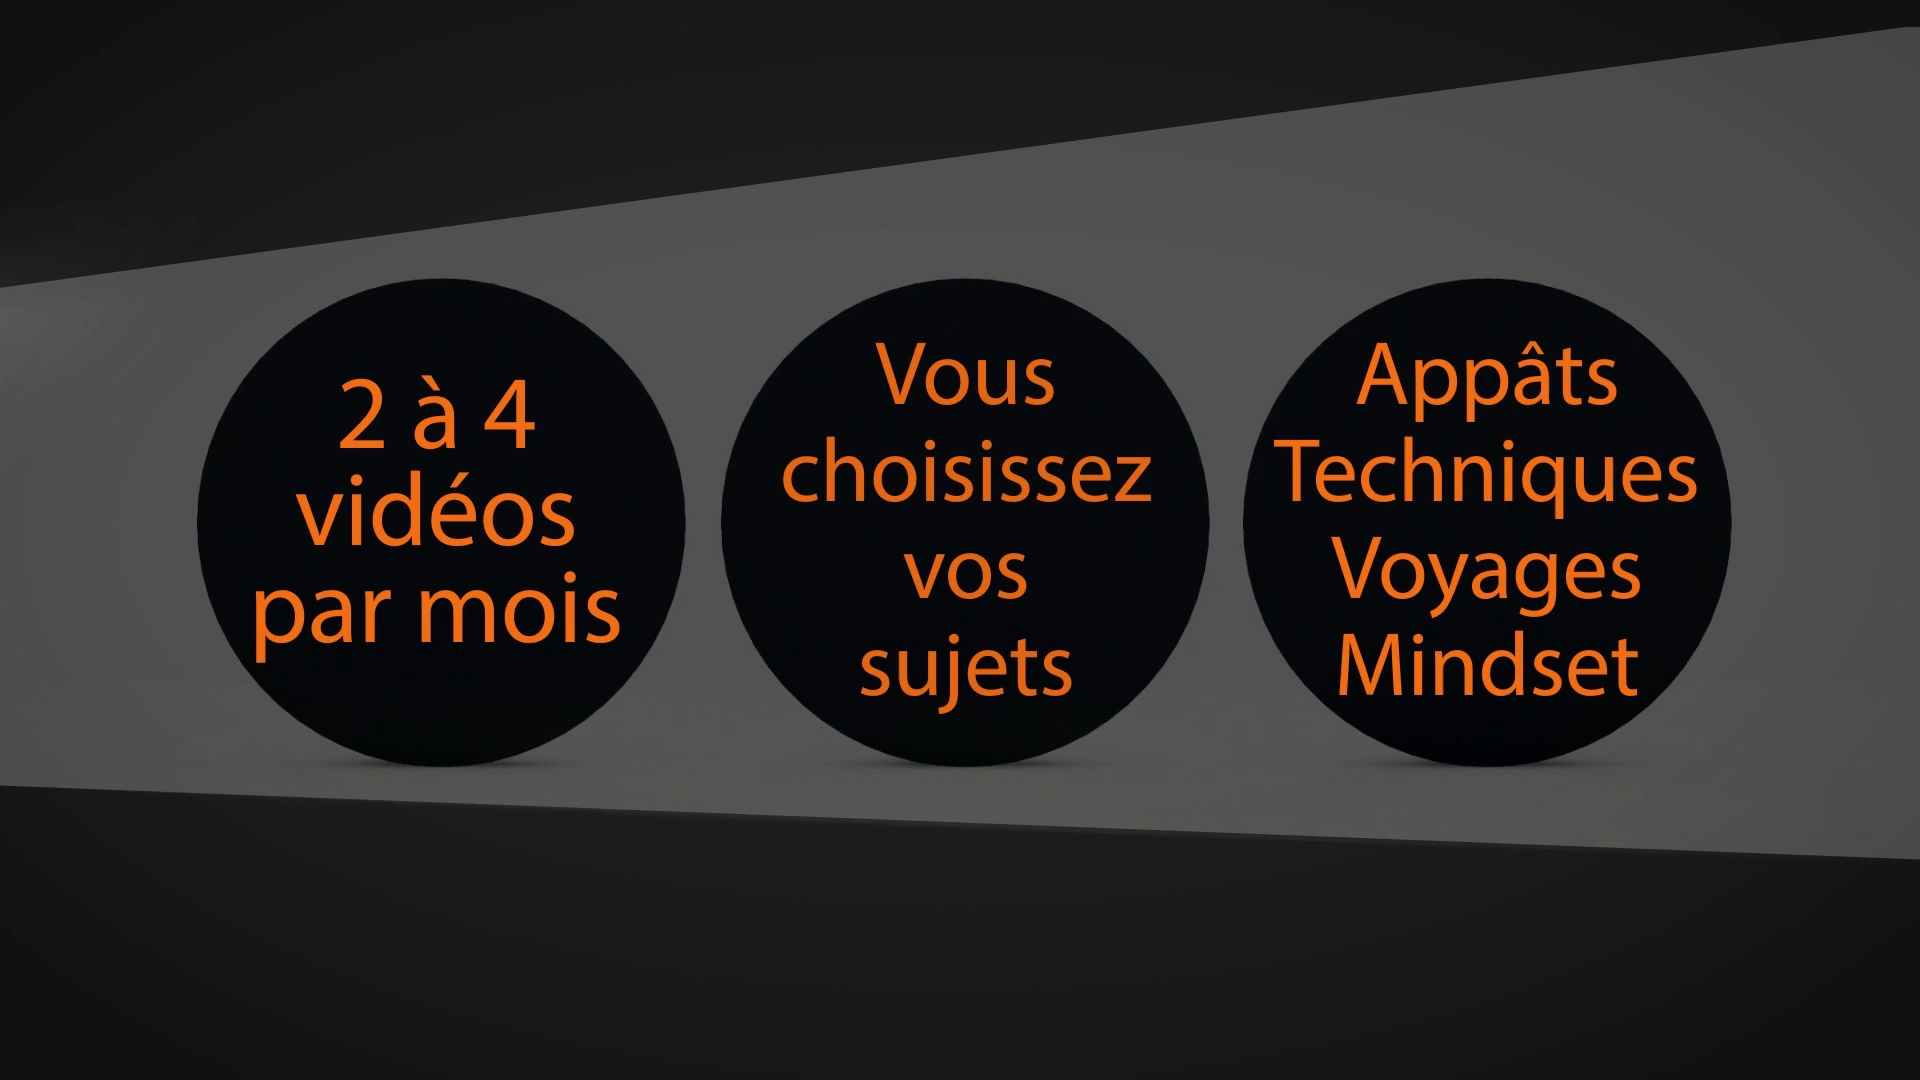 2 à 4
vidéos
par mois
Vous
choisissez
vos
sujets
Appâts
Techniques
Voyages
Mindset